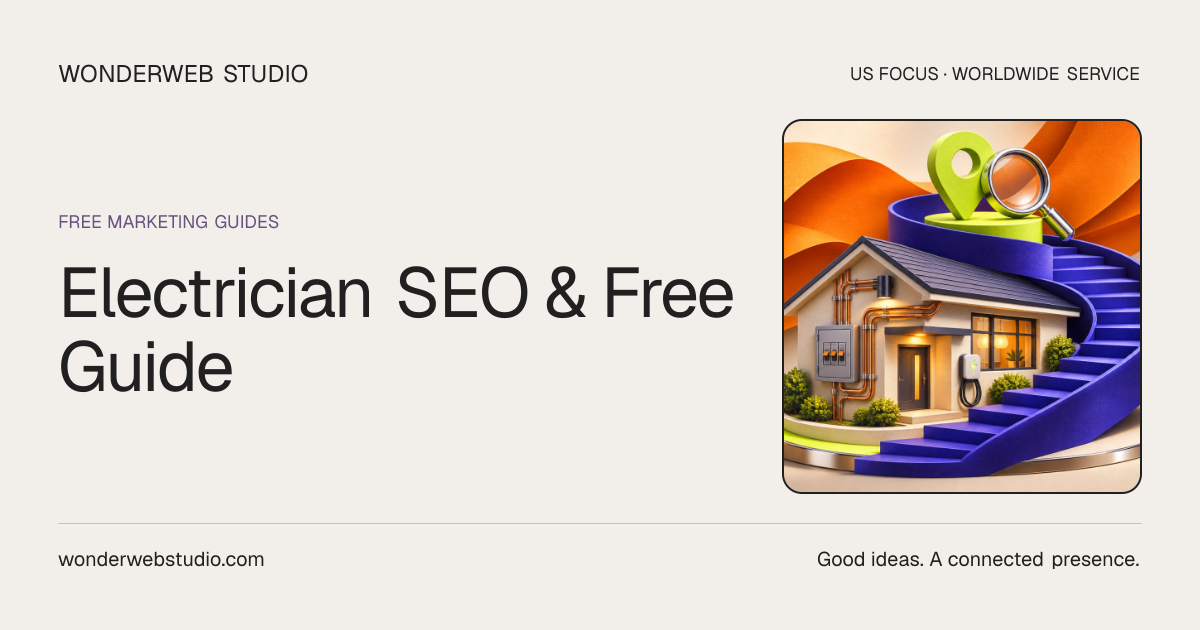 WONDERWEB STUDIO
US FOCUS · WORLDWIDE SERVICE
FREE MARKETING GUIDES
Electrician SEO & Free
Guide
wonderwebstudio.com
Good ideas. A connected presence.